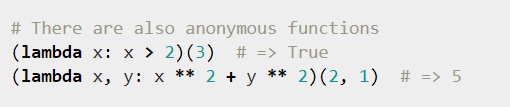 # There are also anonymous functions
(lambda x: x > 2)(3)  # => True
(lambda x, y: x ** 2 + y ** 2)(2, 1)  # => 5